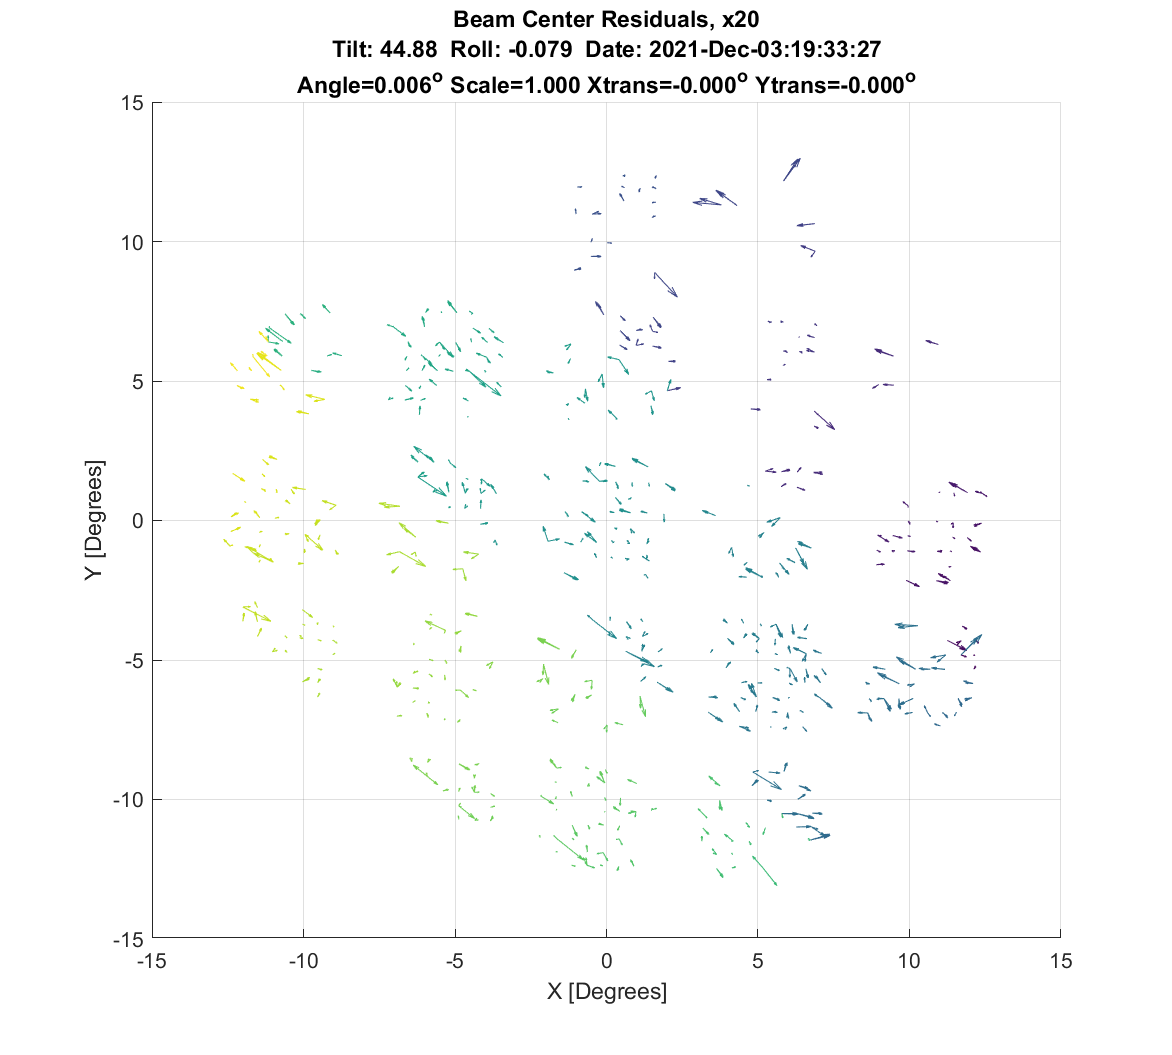 Beam Center Residuals, x20
Tilt: 44.88 Roll: -0.079 Date: 2021-Dec-03:19:33:27
Angle=0.006° Scale=1.000 Xtrans=-0.000° Ytrans=-0.000°
15
10
5
0
-5
-10
-15
Y [Degrees]
-15 -10 -5 0 5 10 15
X [Degrees]